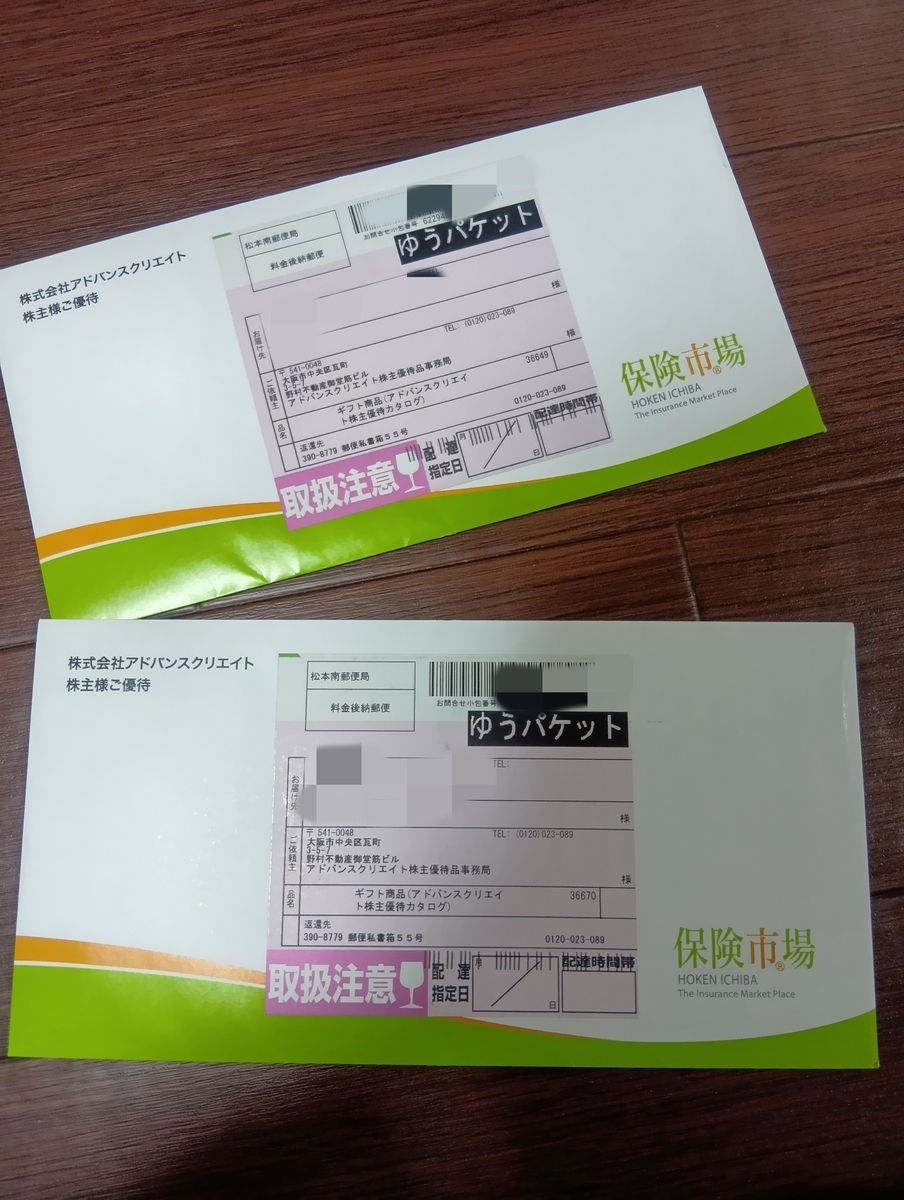 株式会社アドバンスクリエイト
株主様ご優待
松本南郵便局
料金後納郵便
お問合せ小包番号 62294
ゆうパケット
お届け先
様
TEL: (0120)023-089
ご依頼主
〒 541-0048
大阪市中央区瓦町
3-5-7
野村不動産御堂筋ビル
アドバンスクリエイト株主優待品事務局
様
品名
ギフト商品(アドバンスクリエイ
ト株主優待カタログ)
36649
返還先
390-8779 郵便私書箱55号
0120-023-089
取扱注意
配達
指定日
月
日
配達時間帯
保険市場®
HOKEN ICHIBA
The Insurance Market Place
株式会社アドバンスクリエイト
株主様ご優待
松本南郵便局
料金後納郵便
お問合せ小包番号
ゆうパケット
お届け先
TEL:
様
ご依頼主
〒 541-0048
TEL: (0120)023-089
大阪市中央区瓦町
3-5-7
野村不動産御堂筋ビル
アドバンスクリエイト株主優待品事務局
様
品名
ギフト商品(アドバンスクリエイ
ト株主優待カタログ)
36670
返還先
390-8779 郵便私書箱55号
0120-023-089
取扱注意
配達
指定日
月
日
配達時間帯
保険市場®
HOKEN ICHIBA
The Insurance Market Place